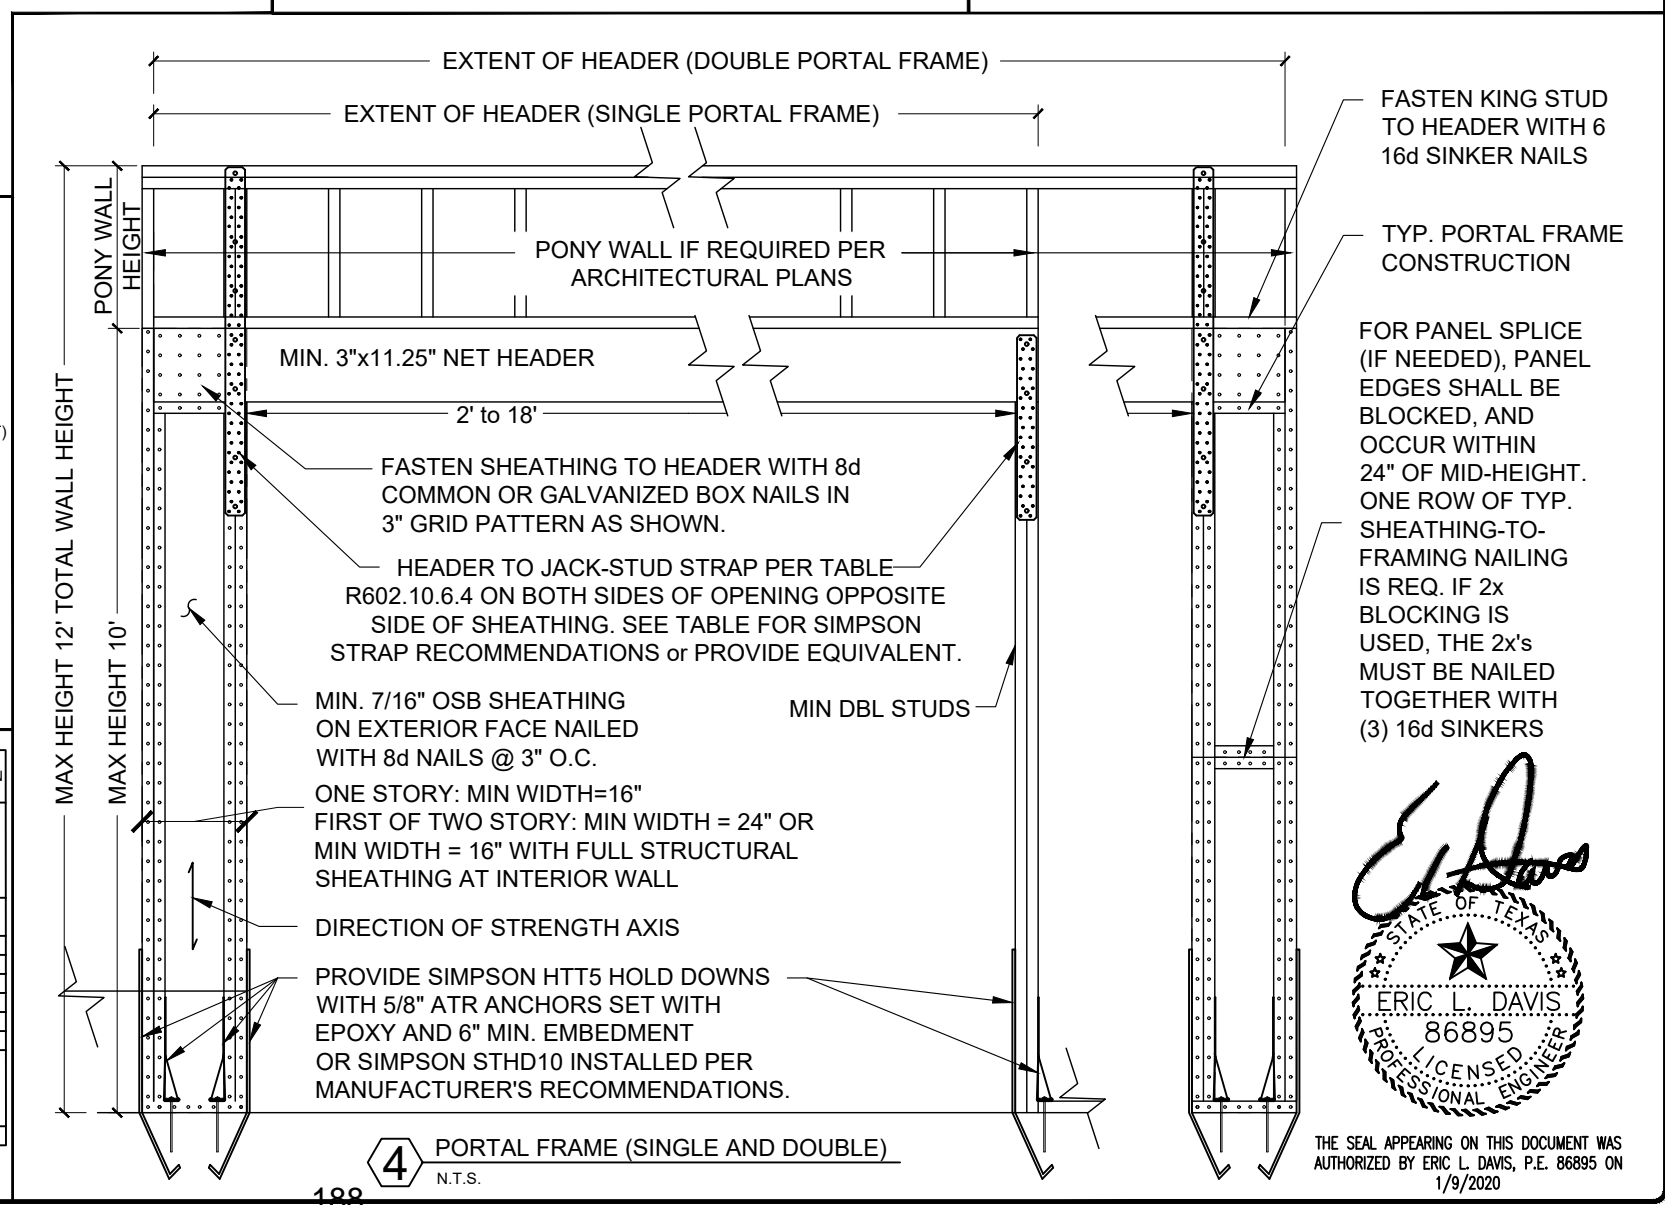 EXTENT OF HEADER (DOUBLE PORTAL FRAME)
EXTENT OF HEADER (SINGLE PORTAL FRAME)
FASTEN KING STUD
TO HEADER WITH 6
16d SINKER NAILS
PONY WALL
HEIGHT
PONY WALL IF REQUIRED PER
ARCHITECTURAL PLANS
TYP. PORTAL FRAME
CONSTRUCTION
MIN. 3"x11.25" NET HEADER
2' to 18'
FOR PANEL SPLICE
(IF NEEDED), PANEL
EDGES SHALL BE
BLOCKED, AND
OCCUR WITHIN
24" OF MID-HEIGHT.
ONE ROW OF TYP.
SHEATHING-TO-
FRAMING NAILING
IS REQ. IF 2x
BLOCKING IS
USED, THE 2x's
MUST BE NAILED
TOGETHER WITH
(3) 16d SINKERS
MAX HEIGHT 12' TOTAL WALL HEIGHT
MAX HEIGHT 10'
FASTEN SHEATHING TO HEADER WITH 8d
COMMON OR GALVANIZED BOX NAILS IN
3" GRID PATTERN AS SHOWN.
HEADER TO JACK-STUD STRAP PER TABLE
R602.10.6.4 ON BOTH SIDES OF OPENING OPPOSITE
SIDE OF SHEATHING. SEE TABLE FOR SIMPSON
STRAP RECOMMENDATIONS or PROVIDE EQUIVALENT.
MIN. 7/16" OSB SHEATHING
ON EXTERIOR FACE NAILED
WITH 8d NAILS @ 3" O.C.
MIN DBL STUDS
ONE STORY: MIN WIDTH=16"
FIRST OF TWO STORY: MIN WIDTH = 24" OR
MIN WIDTH = 16" WITH FULL STRUCTURAL
SHEATHING AT INTERIOR WALL
DIRECTION OF STRENGTH AXIS
PROVIDE SIMPSON HTT5 HOLD DOWNS
WITH 5/8" ATR ANCHORS SET WITH
EPOXY AND 6" MIN. EMBEDMENT
OR SIMPSON STHD10 INSTALLED PER
MANUFACTURER'S RECOMMENDATIONS.
4
PORTAL FRAME (SINGLE AND DOUBLE)
N.T.S.
188
E Davis
STATE OF TEXAS
ERIC L. DAVIS
86895
LICENSED
PROFESSIONAL ENGINEER
THE SEAL APPEARING ON THIS DOCUMENT WAS
AUTHORIZED BY ERIC L. DAVIS, P.E. 86895 ON
1/9/2020